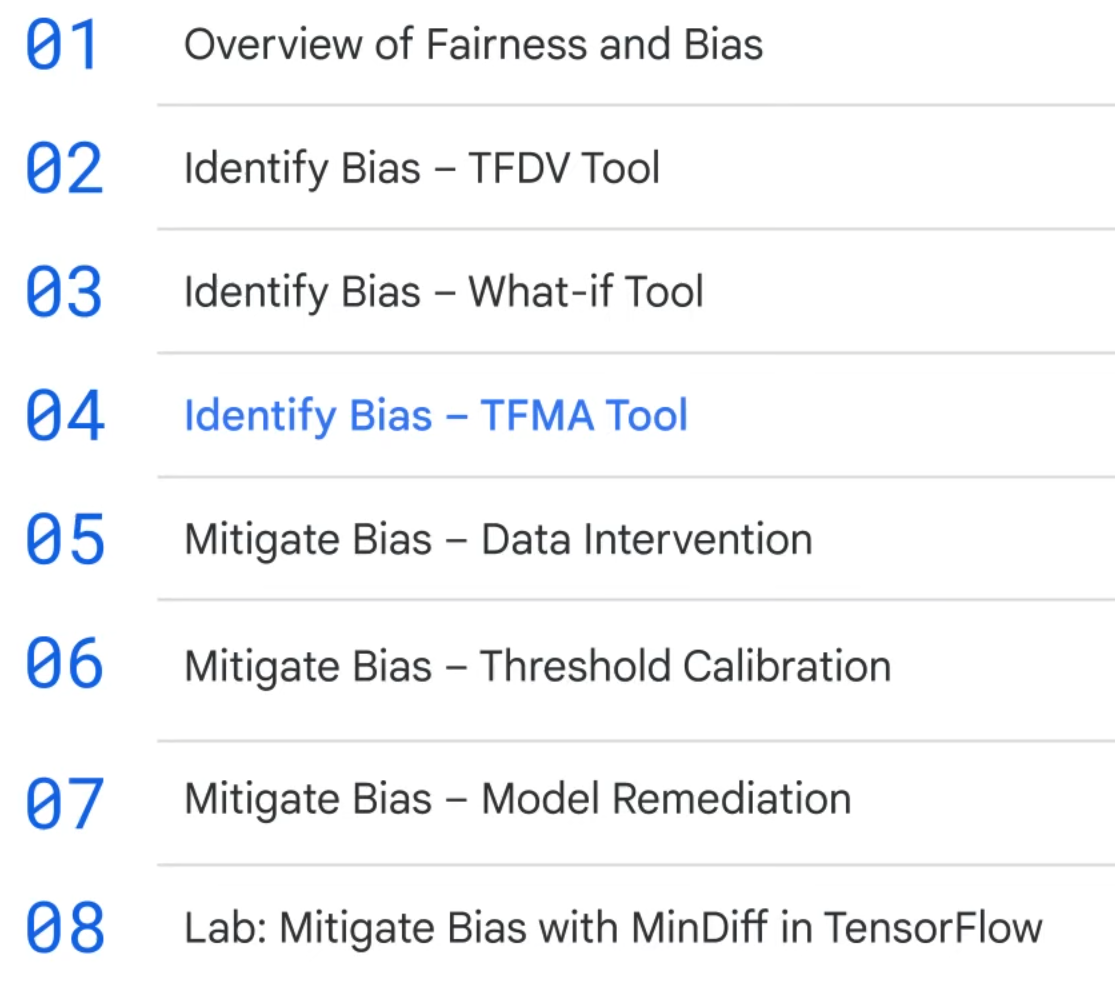 01 Overview of Fairness and Bias
02 Identify Bias – TFDV Tool
03 Identify Bias – What-if Tool
04 Identify Bias – TFMA Tool
05 Mitigate Bias – Data Intervention
06 Mitigate Bias – Threshold Calibration
07 Mitigate Bias – Model Remediation
08 Lab: Mitigate Bias with MinDiff in TensorFlow